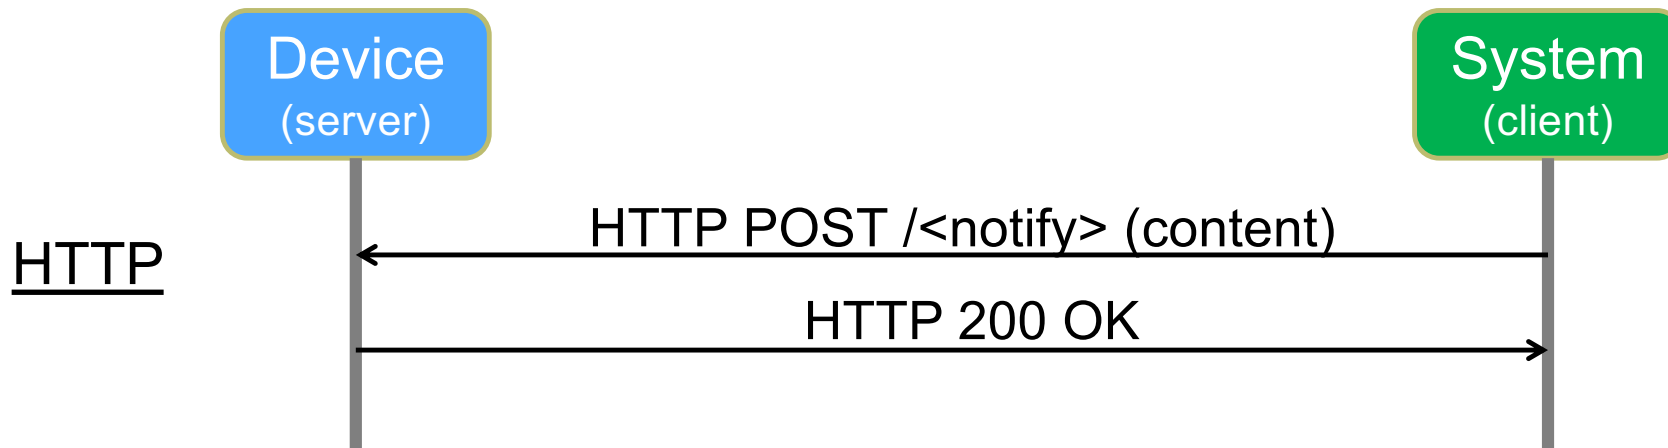 Device
(server)
System
(client)
HTTP POST /<notify> (content)
HTTP
HTTP 200 OK